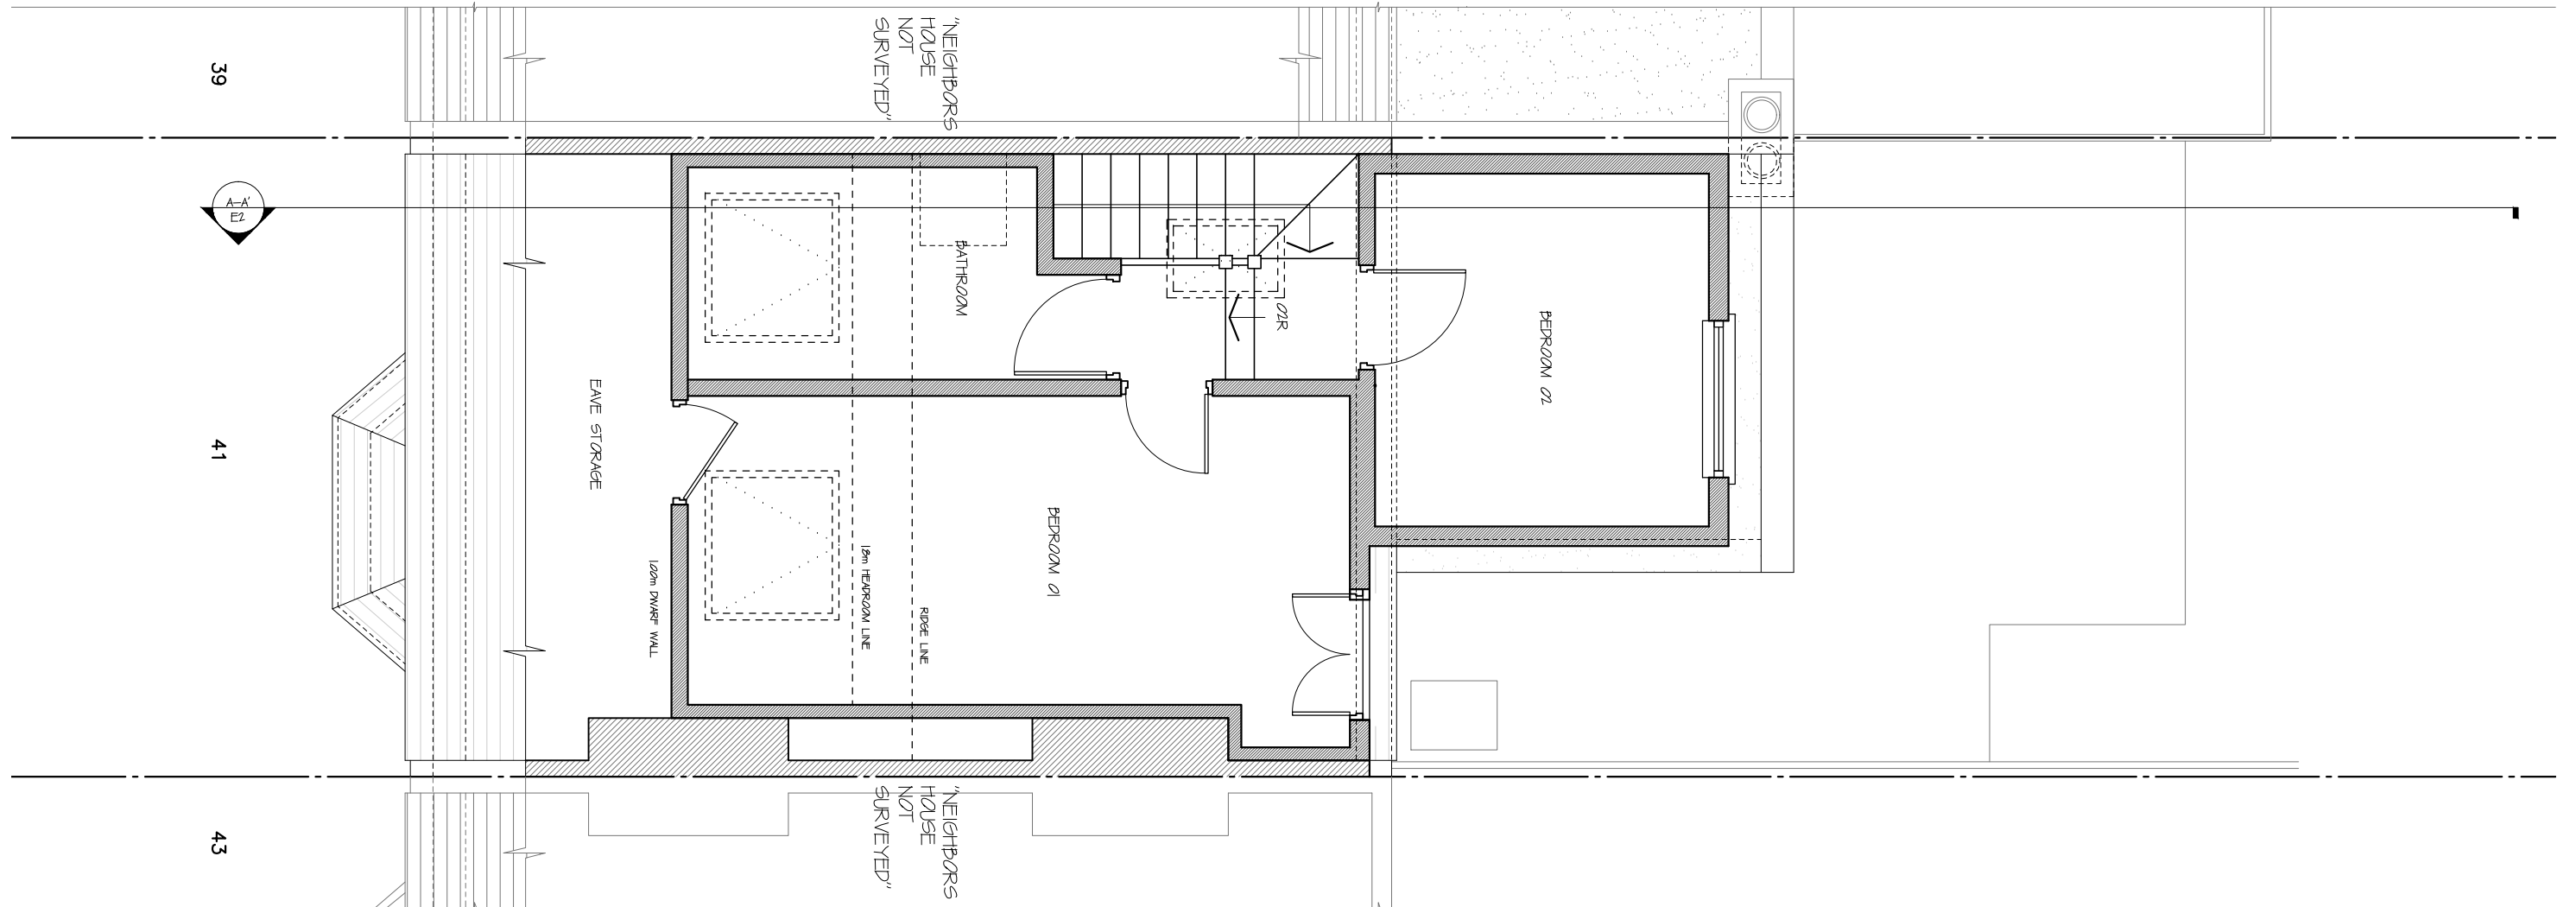 39
41
43
"NEIGHBORS
HOUSE
NOT
SURVEYED"
A-A'
E2
BATHROOM
02R
BEDROOM 02
EAVE STORAGE
BEDROOM 01
1.00m DWARF WALL
1.8m HEADROOM LINE
RIDGE LINE
"NEIGHBORS
HOUSE
NOT
SURVEYED"